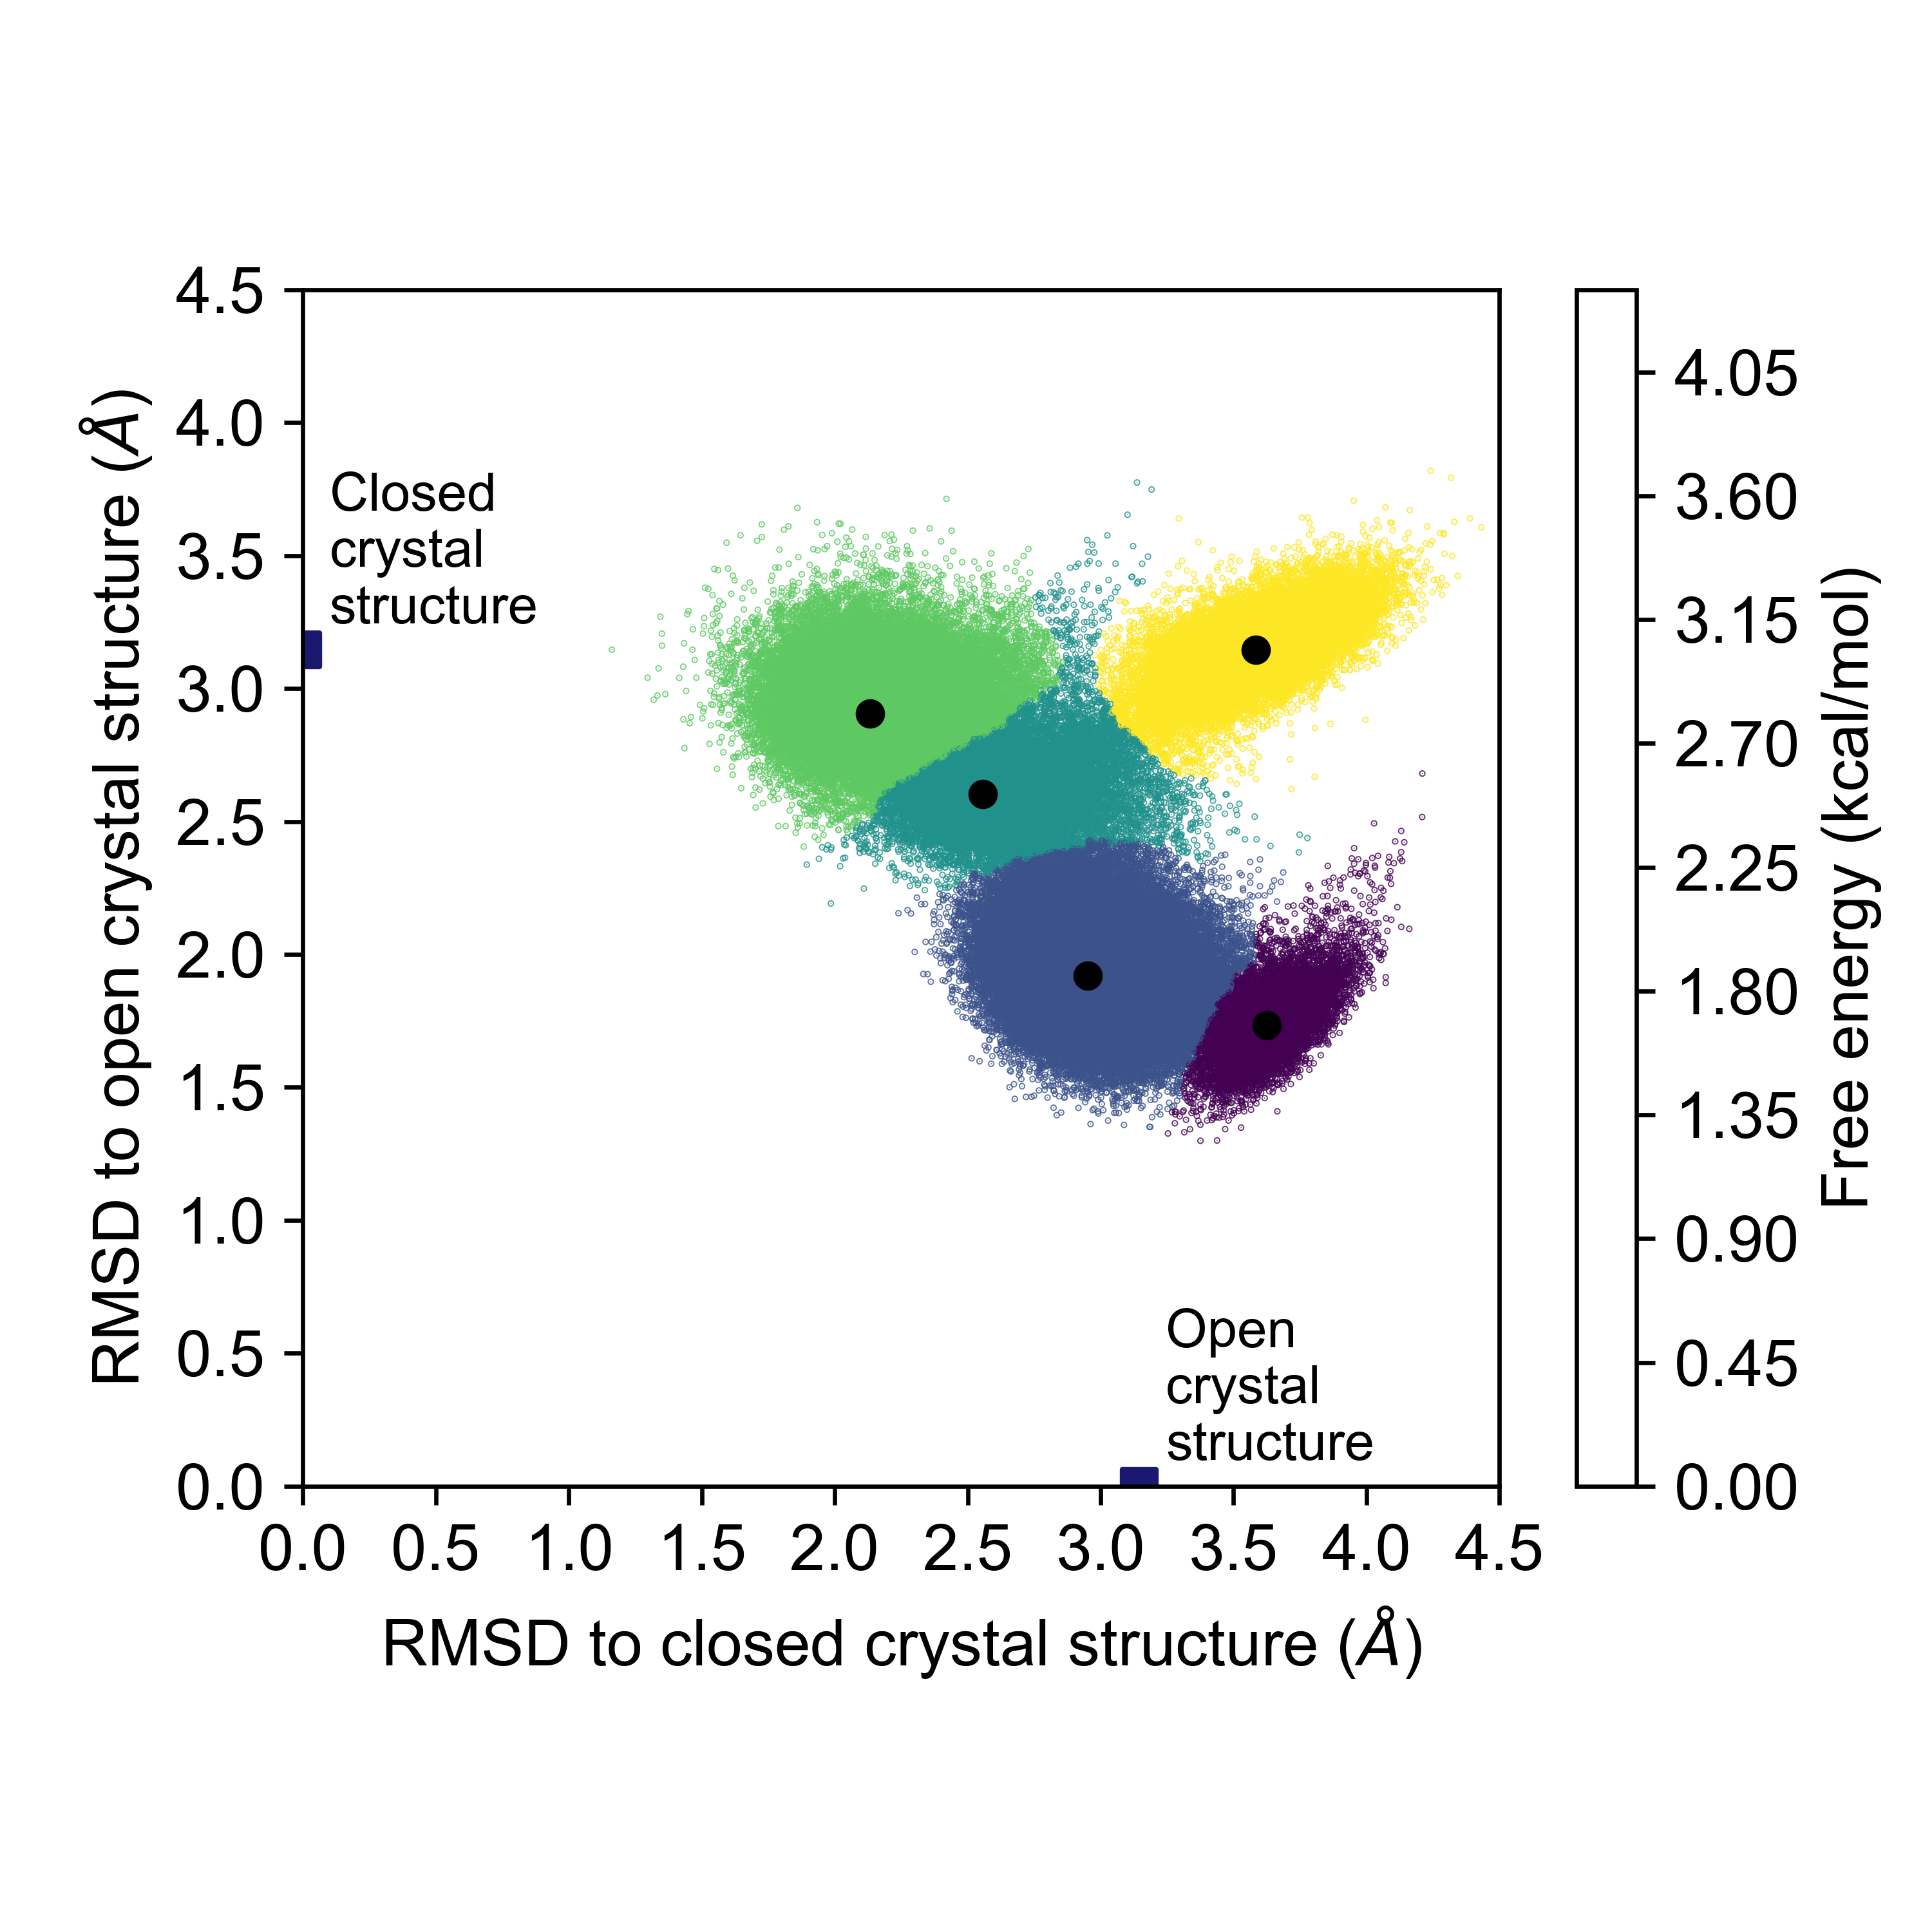 4.5
4.0
3.5
3.0
2.5
2.0
1.5
1.0
0.5
0.0
RMSD to open crystal structure (Å)
Closed
crystal
structure
Open
crystal
structure
0.0 0.5 1.0 1.5 2.0 2.5 3.0 3.5 4.0 4.5
RMSD to closed crystal structure (Å)
4.05
3.60
3.15
2.70
2.25
1.80
1.35
0.90
0.45
0.00
Free energy (kcal/mol)